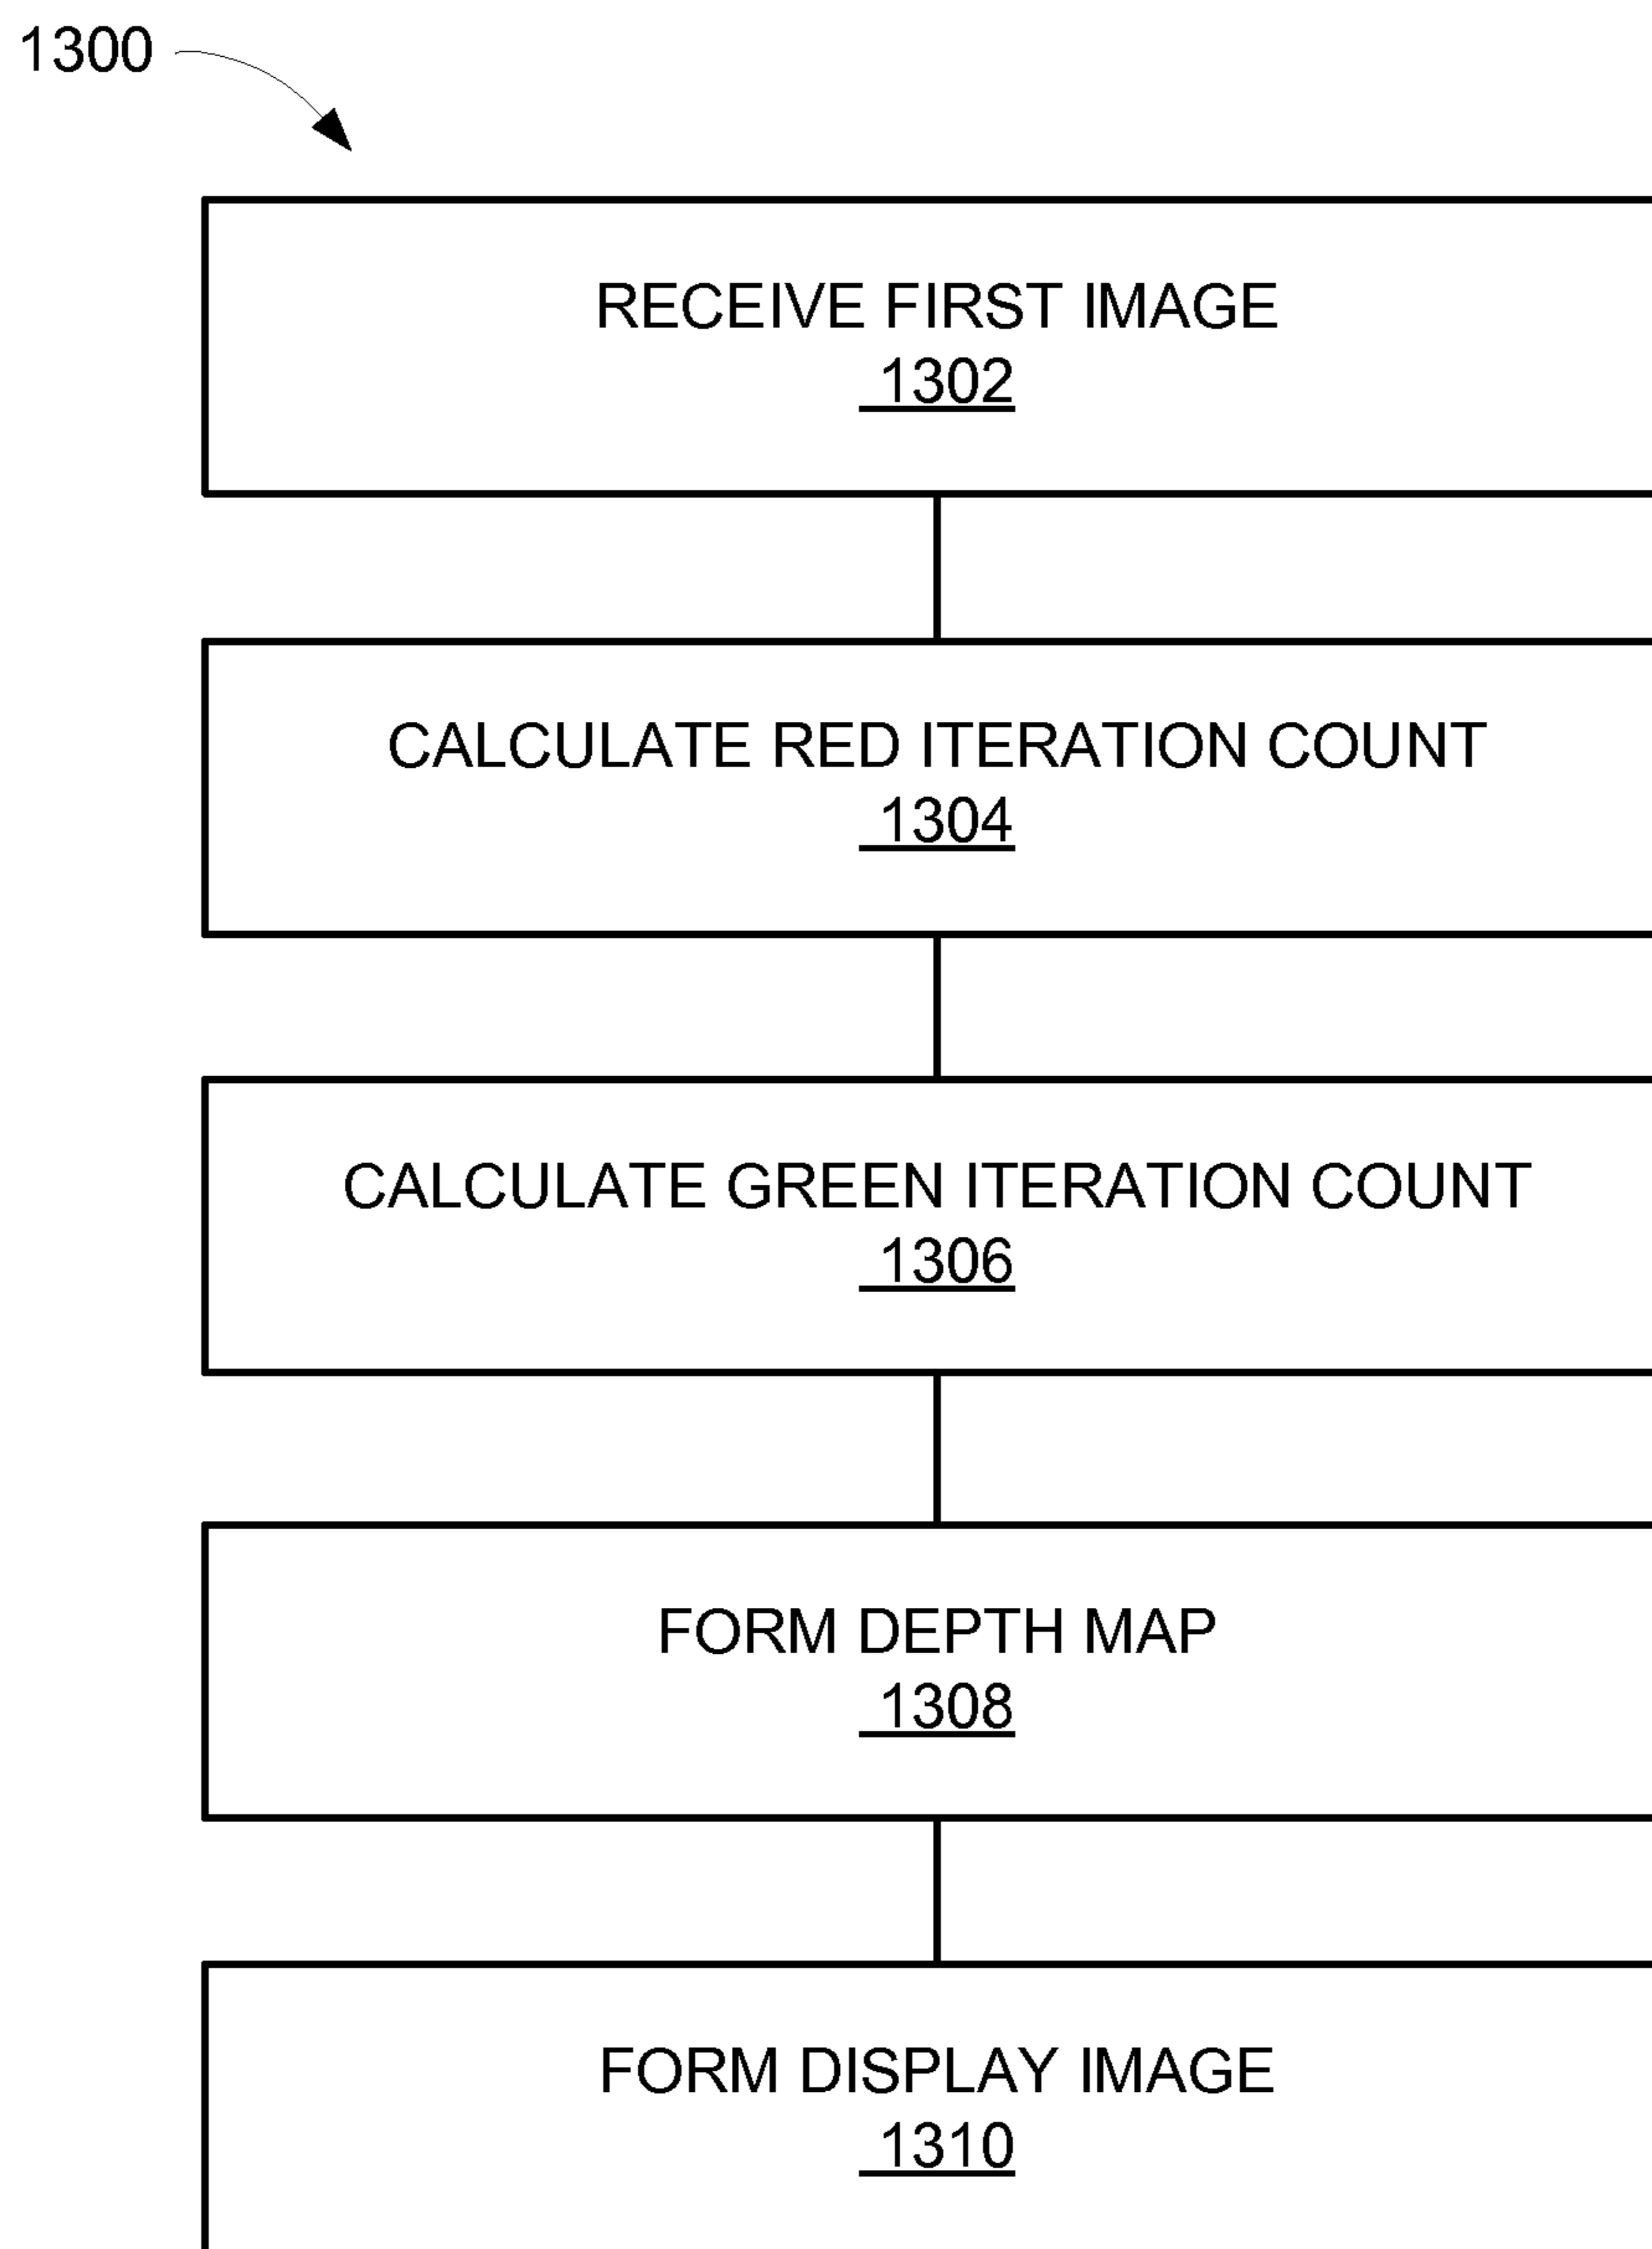 1300
RECEIVE FIRST IMAGE
1302
CALCULATE RED ITERATION COUNT
1304
CALCULATE GREEN ITERATION COUNT
1306
FORM DEPTH MAP
1308
FORM DISPLAY IMAGE
1310